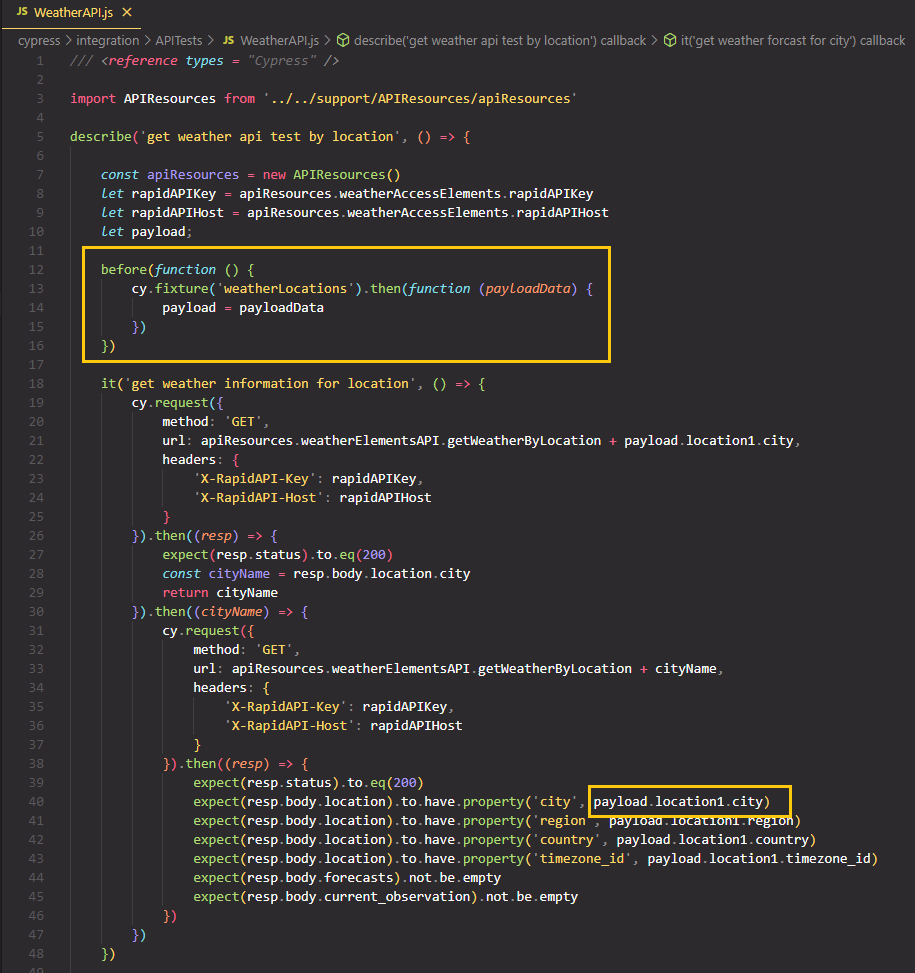 JS WeatherAPI.js ×
cypress > integration > APITests > JS WeatherAPI.js > describe('get weather api test by location') callback > it('get weather forcast for city') callback
1 /// <reference types = "Cypress" />
2
3 import APIResources from '../../support/APIResources/apiResources'
4
5 describe('get weather api test by location', () => {
6
7 const apiResources = new APIResources()
8 let rapidAPIKey = apiResources.weatherAccessElements.rapidAPIKey
9 let rapidAPIHost = apiResources.weatherAccessElements.rapidAPIHost
10 let payload;
11
12 before(function () {
13 cy.fixture('weatherLocations').then(function (payloadData) {
14 payload = payloadData
15 })
16 })
17
18 it('get weather information for location', () => {
19 cy.request({
20 method: 'GET',
21 url: apiResources.weatherElementsAPI.getWeatherByLocation + payload.location1.city,
22 headers: {
23 'X-RapidAPI-Key': rapidAPIKey,
24 'X-RapidAPI-Host': rapidAPIHost
25 }
26 }).then((resp) => {
27 expect(resp.status).to.eq(200)
28 const cityName = resp.body.location.city
29 return cityName
30 }).then((cityName) => {
31 cy.request({
32 method: 'GET',
33 url: apiResources.weatherElementsAPI.getWeatherByLocation + cityName,
34 headers: {
35 'X-RapidAPI-Key': rapidAPIKey,
36 'X-RapidAPI-Host': rapidAPIHost
37 }
38 }).then((resp) => {
39 expect(resp.status).to.eq(200)
40 expect(resp.body.location).to.have.property('city', payload.location1.city)
41 expect(resp.body.location).to.have.property('region', payload.location1.region)
42 expect(resp.body.location).to.have.property('country', payload.location1.country)
43 expect(resp.body.location).to.have.property('timezone_id', payload.location1.timezone_id)
44 expect(resp.body.forecasts).not.be.empty
45 expect(resp.body.current_observation).not.be.empty
46 })
47 })
48 })
49